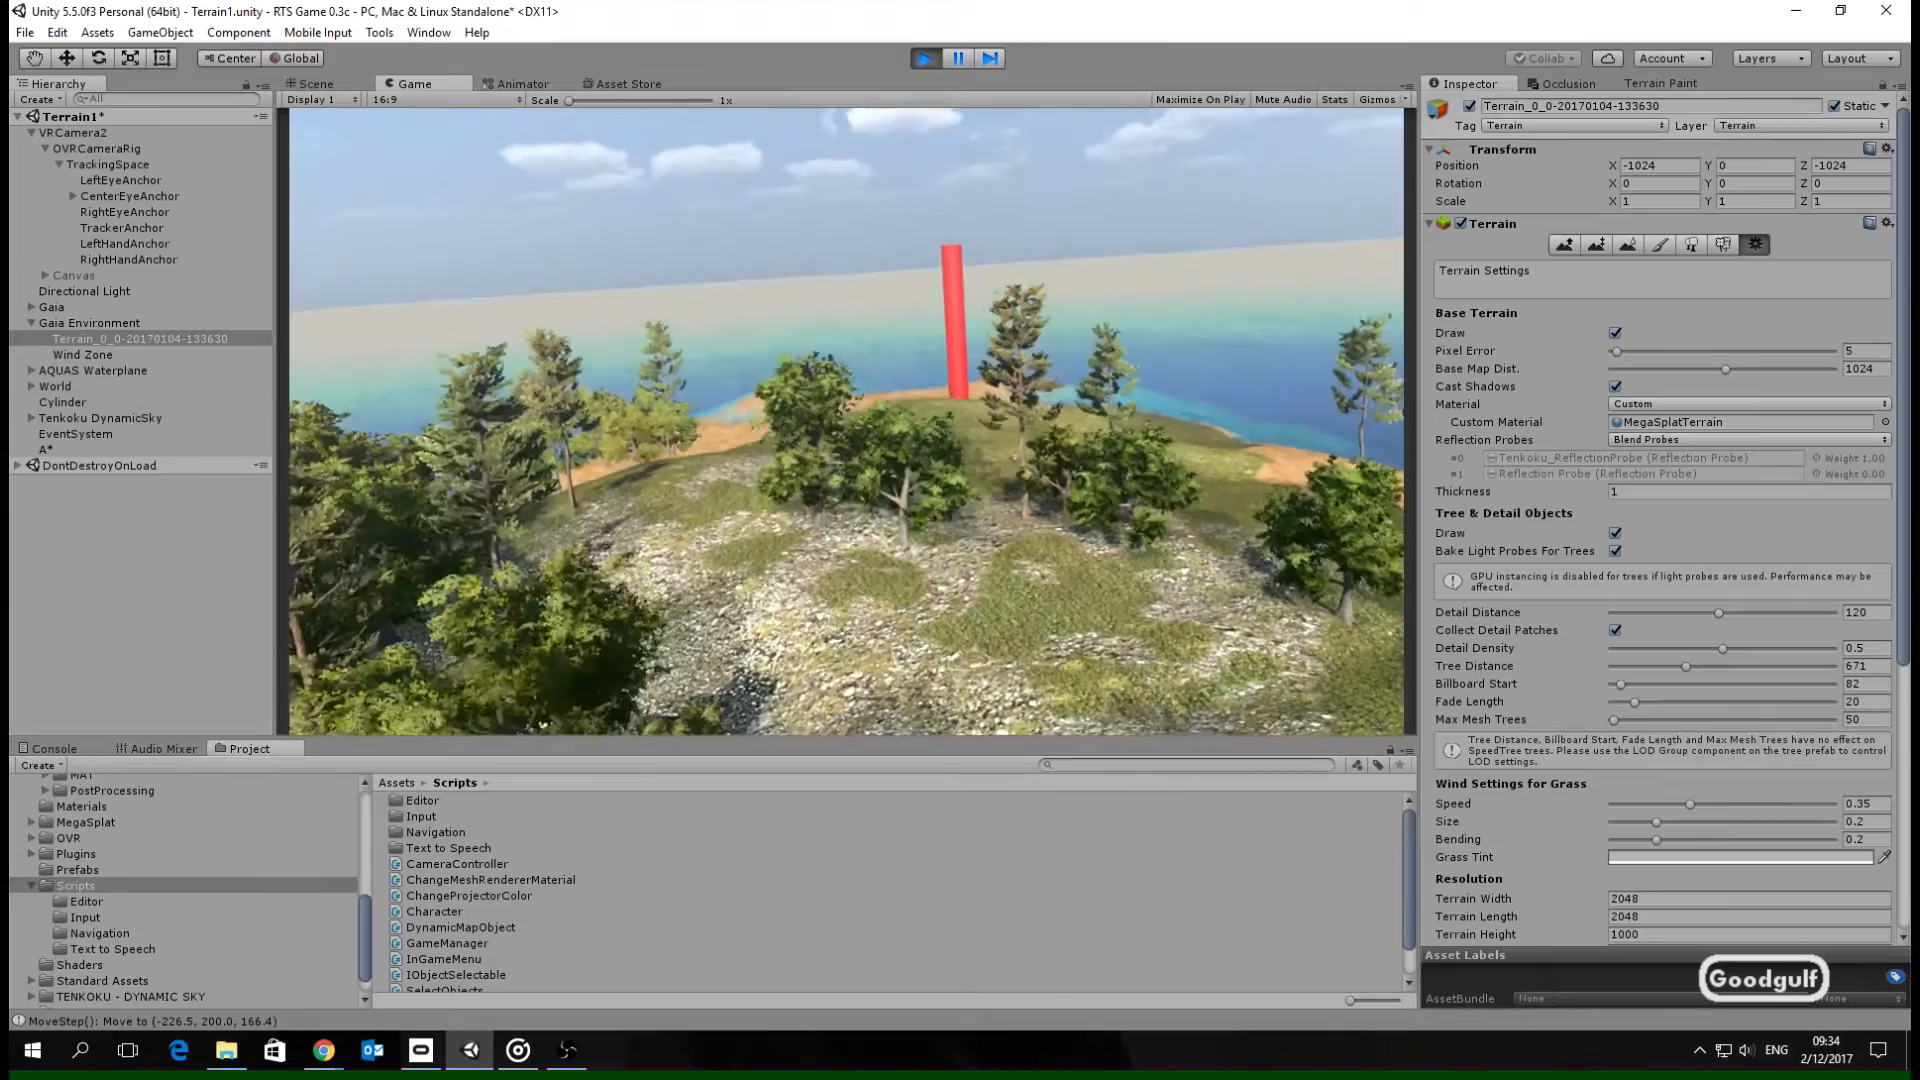 Unity 5.5.0f3 Personal (64bit) - Terrain1.unity - RTS Game 0.3c - PC, Mac & Linux Standalone* <DX11>
File Edit Assets GameObject Component Mobile Input Tools Window Help
Center Global Collab Account Layers Layout
Hierarchy Scene Game Animator Asset Store Inspector Occlusion Terrain Paint
Create All Display 1 16:9 Scale 1x Maximize On Play Mute Audio Stats Gizmos
Terrain_0_0-20170104-133630 Static
Tag Terrain Layer Terrain
Terrain1*
VRCamera2
OVRCameraRig
TrackingSpace
LeftEyeAnchor
CenterEyeAnchor
RightEyeAnchor
TrackerAnchor
LeftHandAnchor
RightHandAnchor
Canvas
Directional Light
Gaia
Gaia Environment
Terrain_0_0-20170104-133630
Wind Zone
AQUAS Waterplane
World
Cylinder
Tenkoku DynamicSky
EventSystem
A*
DontDestroyOnLoad
Transform
Position X -1024 Y 0 Z -1024
Rotation X 0 Y 0 Z 0
Scale X 1 Y 1 Z 1
Terrain
Terrain Settings
Base Terrain
Draw
Pixel Error 5
Base Map Dist. 1024
Cast Shadows
Material Custom
Custom Material MegaSplatTerrain
Reflection Probes Blend Probes
#0 Tenkoku_ReflectionProbe (Reflection Probe) Weight 1.00
#1 Reflection Probe (Reflection Probe) Weight 0.00
Thickness 1
Tree & Detail Objects
Draw
Bake Light Probes For Trees
GPU instancing is disabled for trees if light probes are used. Performance may be
affected.
Detail Distance 120
Collect Detail Patches
Detail Density 0.5
Tree Distance 671
Billboard Start 82
Fade Length 20
Max Mesh Trees 50
Tree Distance, Billboard Start, Fade Length and Max Mesh Trees have no effect on
SpeedTree trees. Please use the LOD Group component on the tree prefab to control
LOD settings.
Wind Settings for Grass
Speed 0.35
Size 0.2
Bending 0.2
Grass Tint
Resolution
Terrain Width 2048
Terrain Length 2048
Terrain Height 1000
Asset Labels
Goodgulf
AssetBundle None None
Console Audio Mixer Project
Create
MAT
PostProcessing
Materials
MegaSplat
OVR
Plugins
Prefabs
Scripts
Editor
Input
Navigation
Text to Speech
Shaders
Standard Assets
TENKOKU - DYNAMIC SKY
Assets Scripts
Editor
Input
Navigation
Text to Speech
CameraController
ChangeMeshRendererMaterial
ChangeProjectorColor
Character
DynamicMapObject
GameManager
InGameMenu
IObjectSelectable
SelectObjects
MoveStep(): Move to (-226.5, 200.0, 166.4)
ENG
09:34
2/12/2017